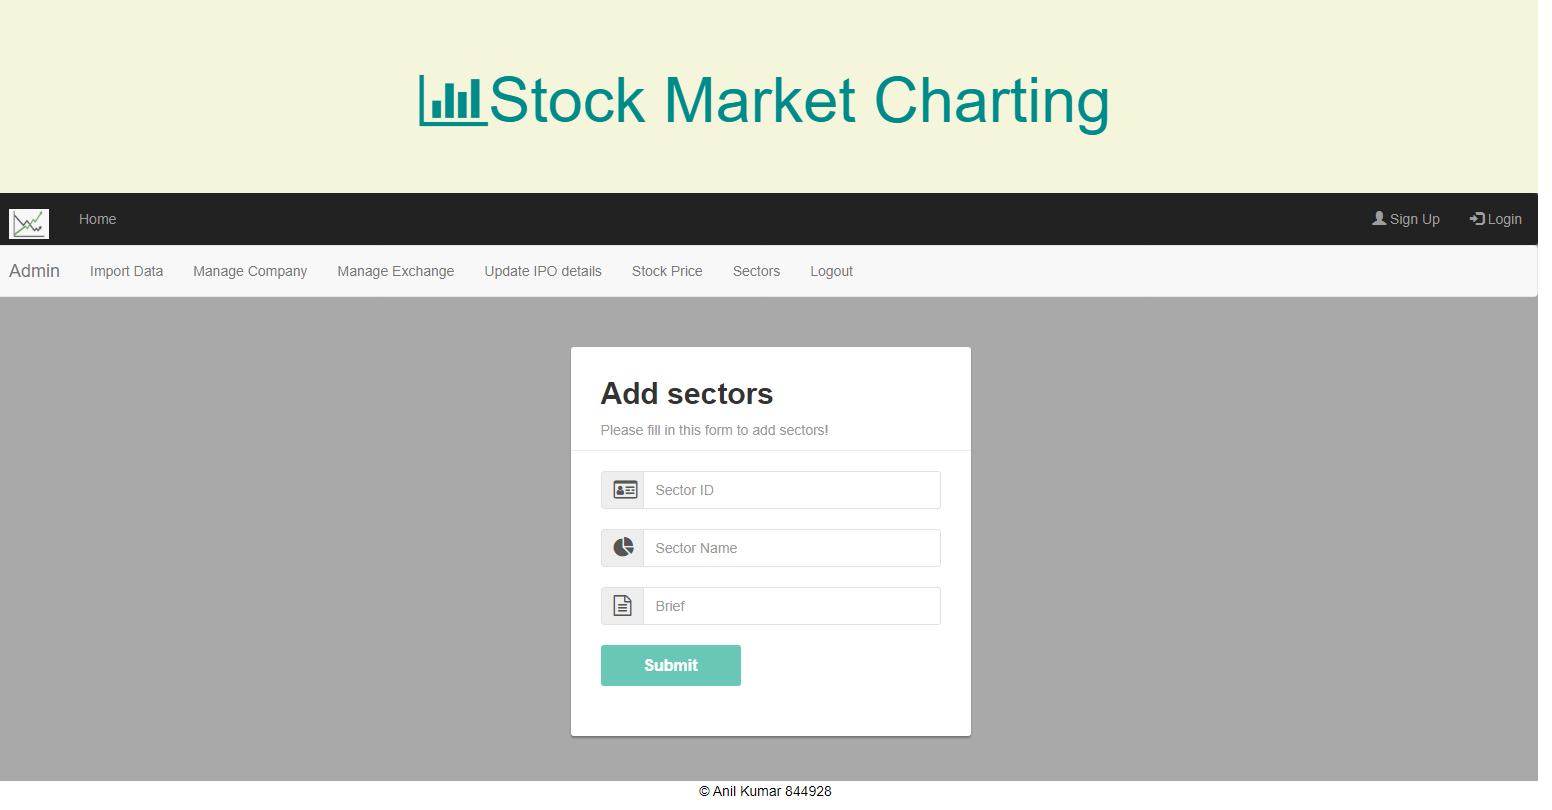 Stock Market Charting
Home Sign Up Login
Admin Import Data Manage Company Manage Exchange Update IPO details Stock Price Sectors Logout
Add sectors
Please fill in this form to add sectors!
Sector ID
Sector Name
Brief
Submit
© Anil Kumar 844928